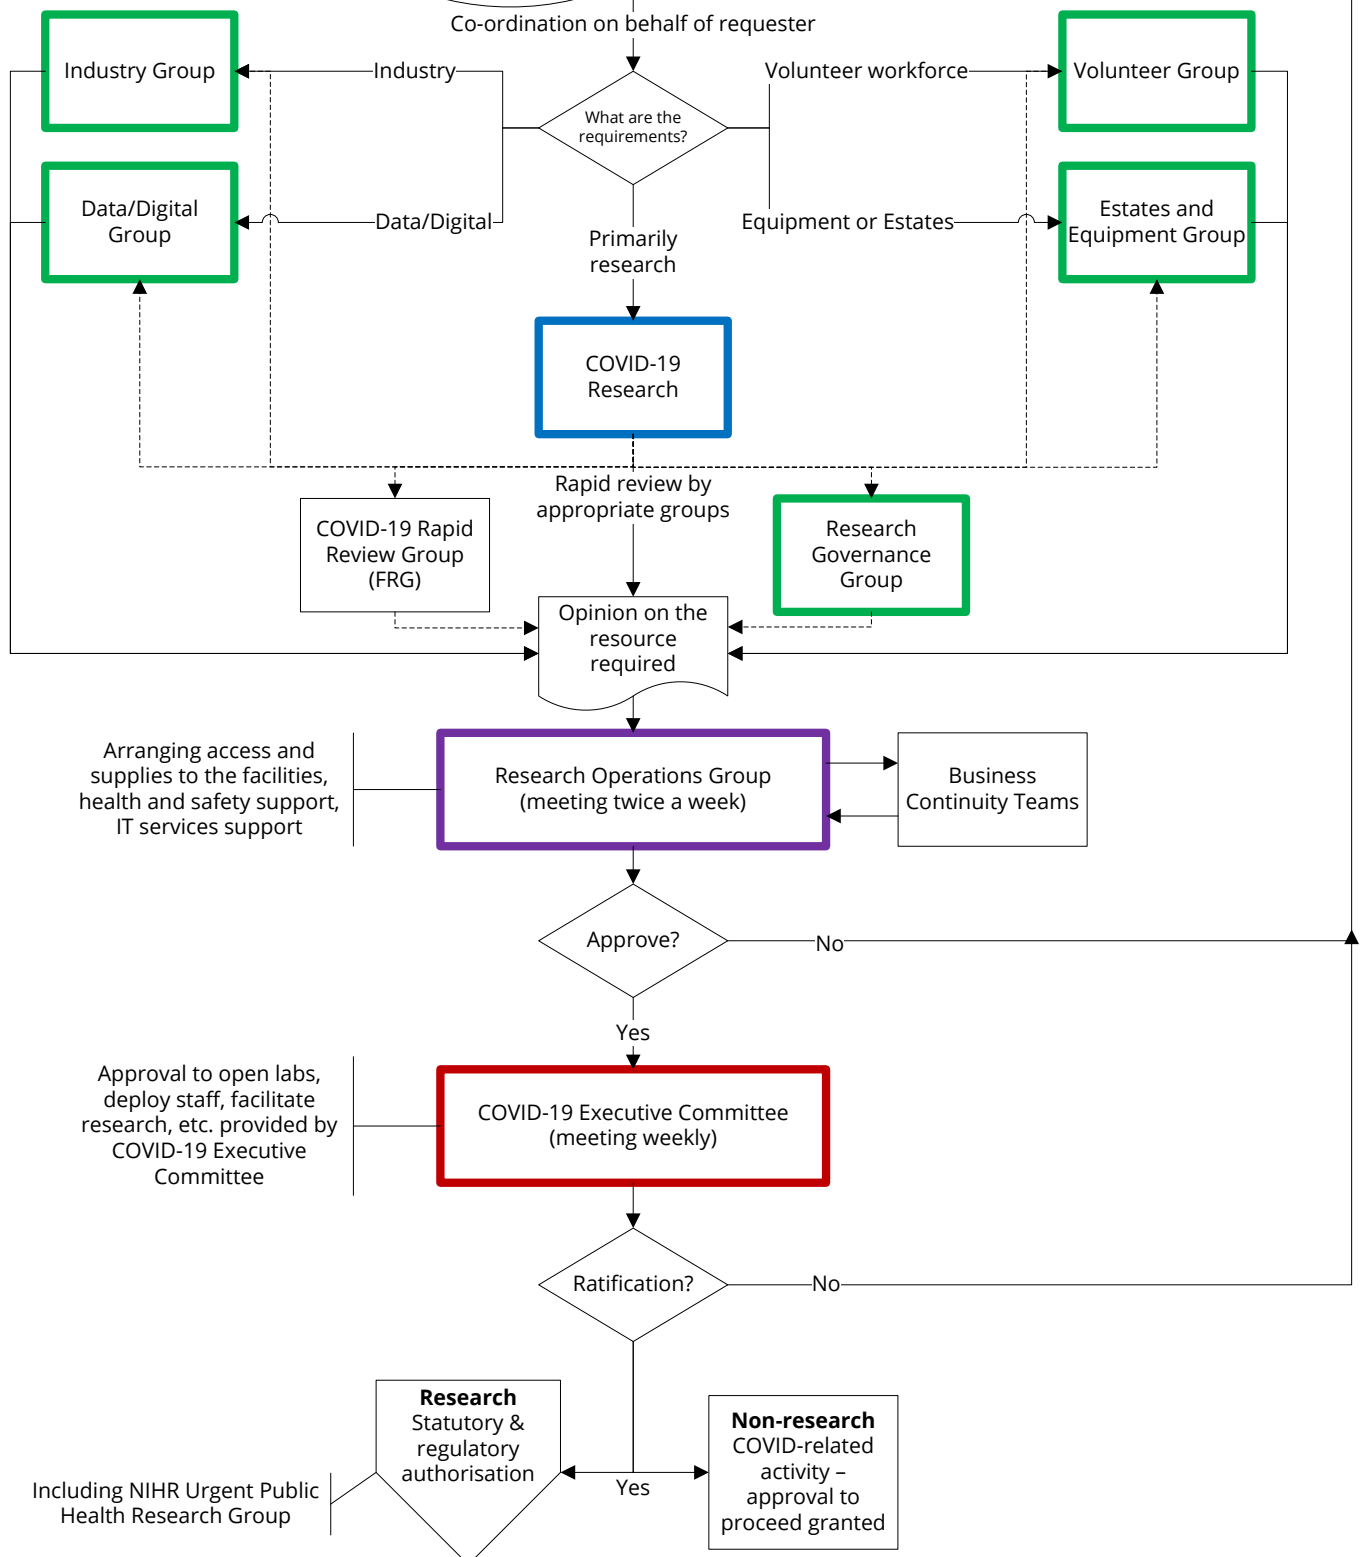 Co-ordination on behalf of requester
Industry Group
Industry
What are the
requirements?
Volunteer workforce
Volunteer Group
Data/Digital
Group
Data/Digital
Equipment or Estates
Estates and
Equipment Group
Primarily
research
COVID-19
Research
Rapid review by
appropriate groups
COVID-19 Rapid
Review Group
(FRG)
Research
Governance
Group
Opinion on the
resource
required
Arranging access and
supplies to the facilities,
health and safety support,
IT services support
Research Operations Group
(meeting twice a week)
Business
Continuity Teams
Approve?
No
Yes
Approval to open labs,
deploy staff, facilitate
research, etc. provided by
COVID-19 Executive
Committee
COVID-19 Executive Committee
(meeting weekly)
Ratification?
No
Research
Statutory &
regulatory
authorisation
Including NIHR Urgent Public
Health Research Group
Yes
Non-research
COVID-related
activity –
approval to
proceed granted